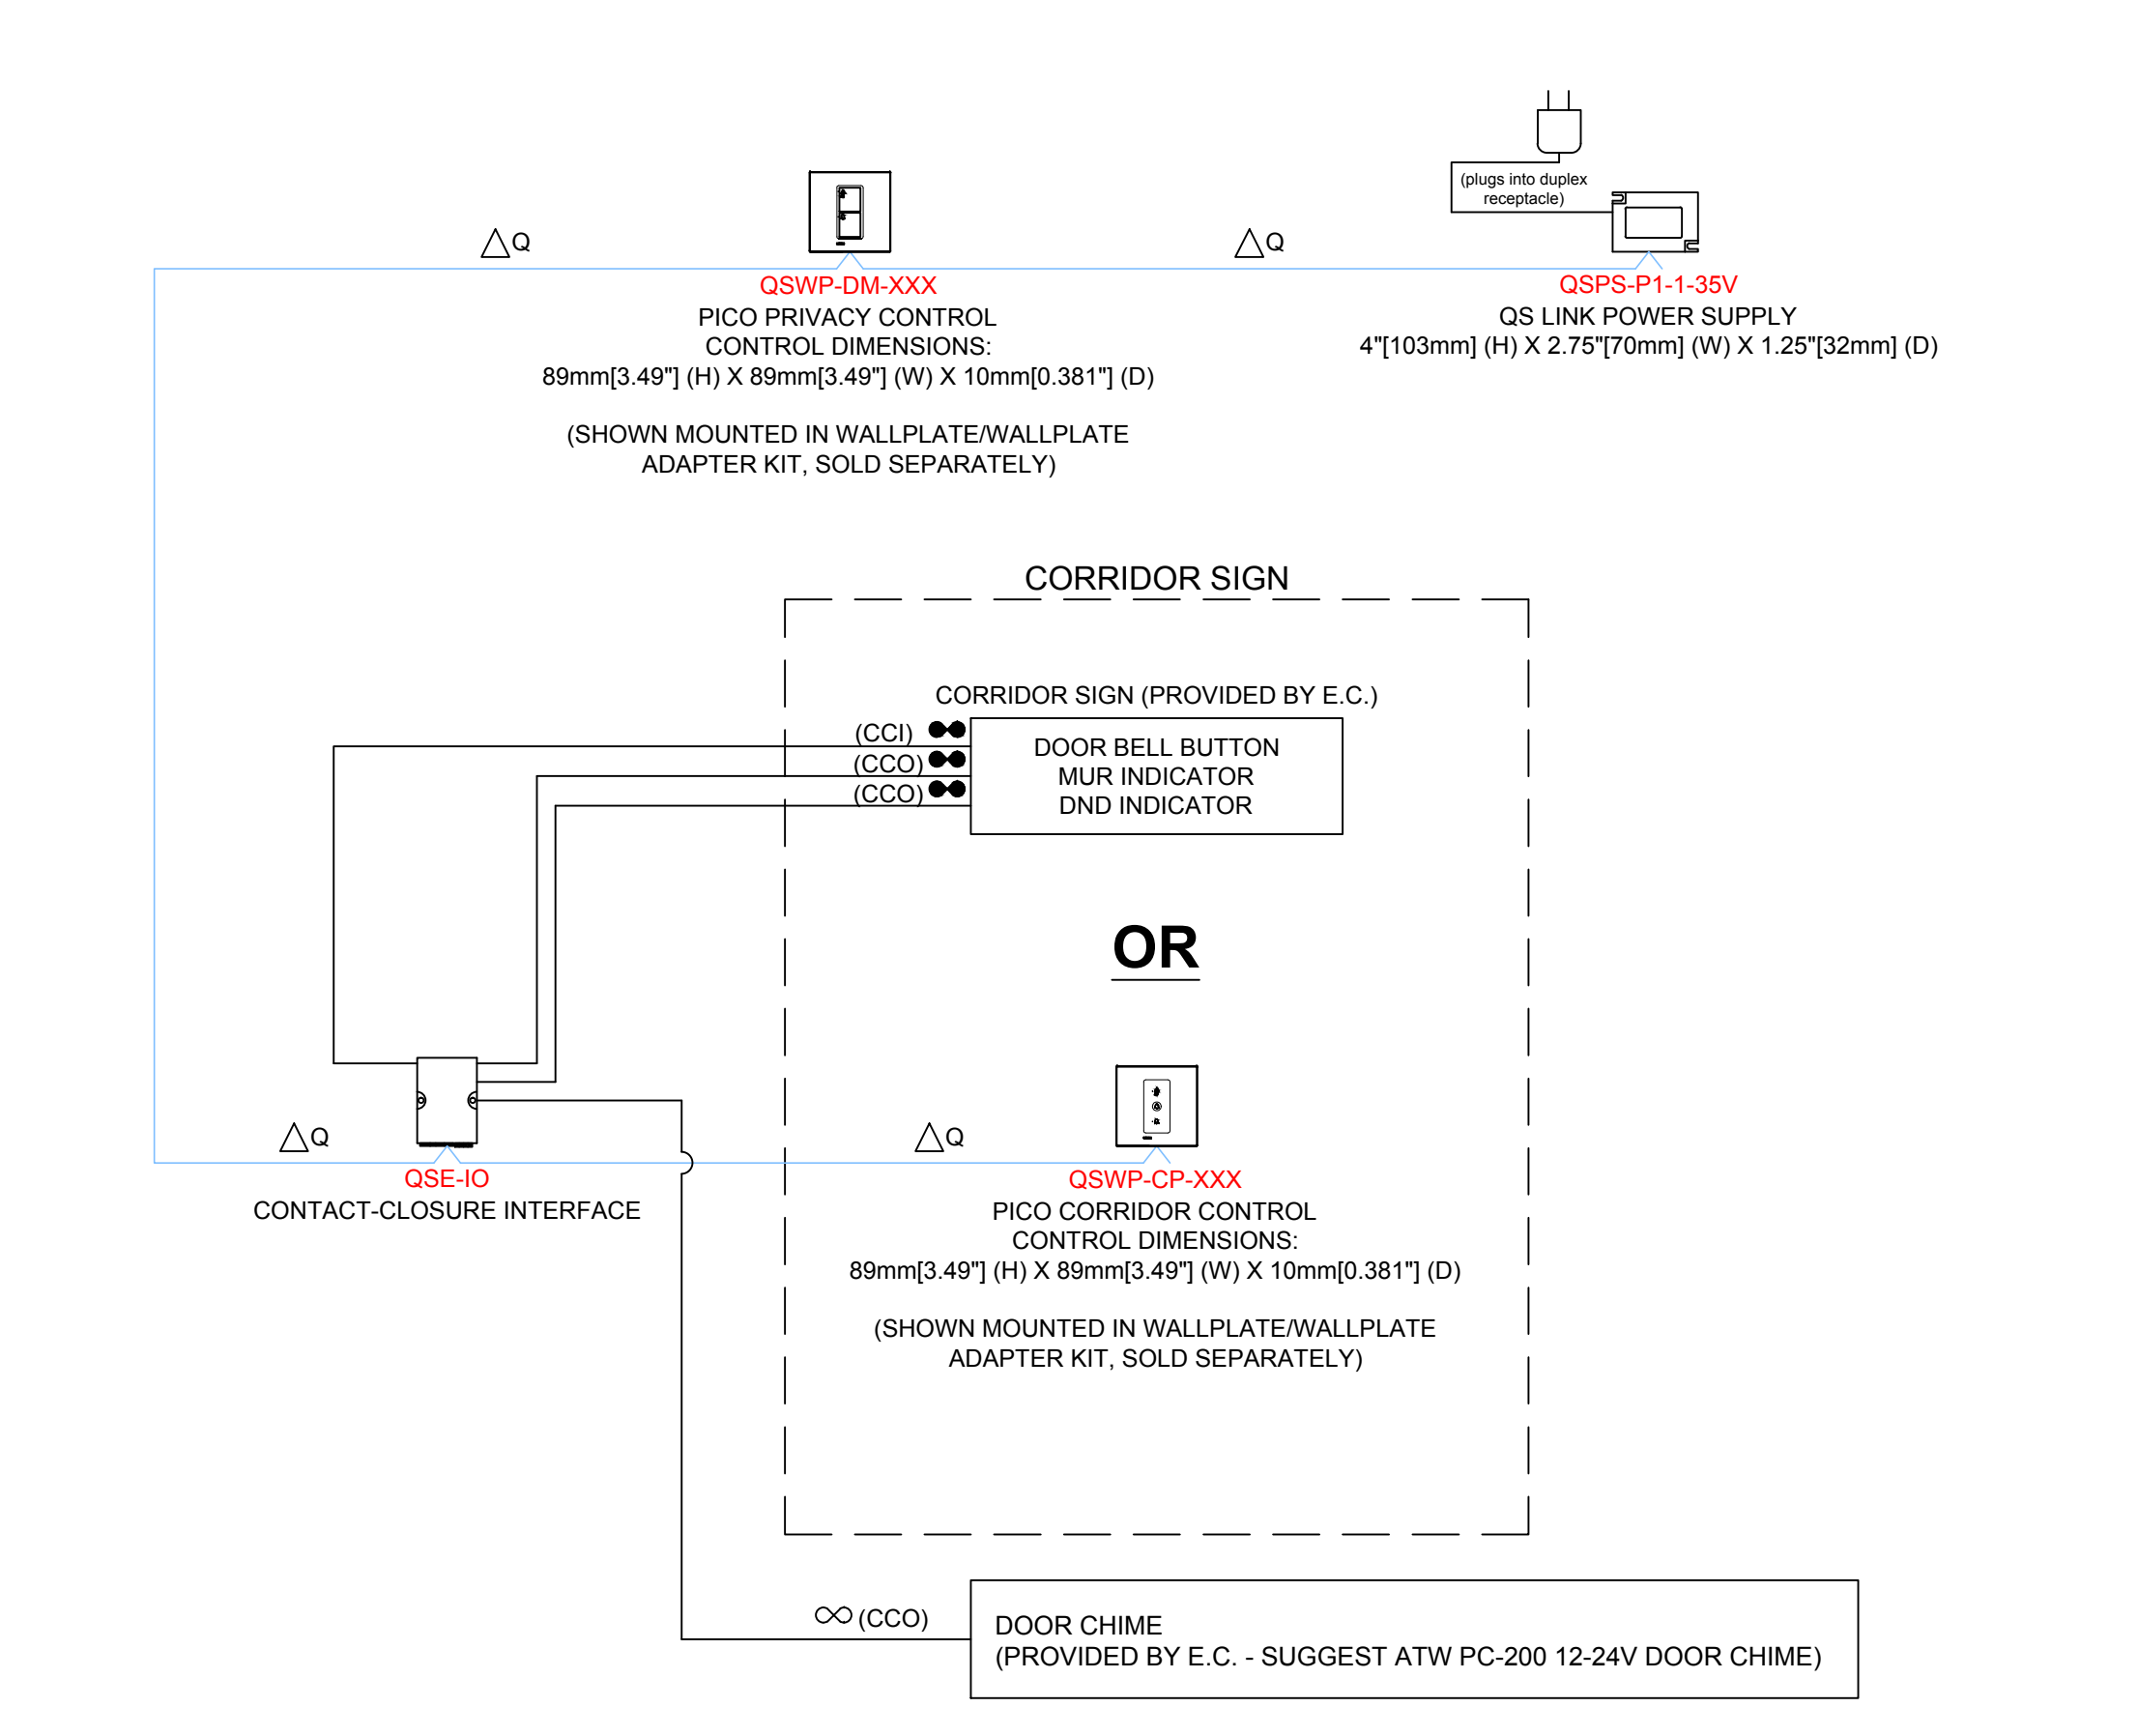 (plugs into duplex
receptacle)
Q
Q
QSWP-DM-XXX
PICO PRIVACY CONTROL
CONTROL DIMENSIONS:
89mm[3.49"] (H) X 89mm[3.49"] (W) X 10mm[0.381"] (D)
(SHOWN MOUNTED IN WALLPLATE/WALLPLATE
ADAPTER KIT, SOLD SEPARATELY)
QSPS-P1-1-35V
QS LINK POWER SUPPLY
4"[103mm] (H) X 2.75"[70mm] (W) X 1.25"[32mm] (D)
CORRIDOR SIGN
CORRIDOR SIGN (PROVIDED BY E.C.)
(CCI)
(CCO)
(CCO)
DOOR BELL BUTTON
MUR INDICATOR
DND INDICATOR
OR
Q
Q
QSE-IO
CONTACT-CLOSURE INTERFACE
QSWP-CP-XXX
PICO CORRIDOR CONTROL
CONTROL DIMENSIONS:
89mm[3.49"] (H) X 89mm[3.49"] (W) X 10mm[0.381"] (D)
(SHOWN MOUNTED IN WALLPLATE/WALLPLATE
ADAPTER KIT, SOLD SEPARATELY)
(CCO)
DOOR CHIME
(PROVIDED BY E.C. - SUGGEST ATW PC-200 12-24V DOOR CHIME)